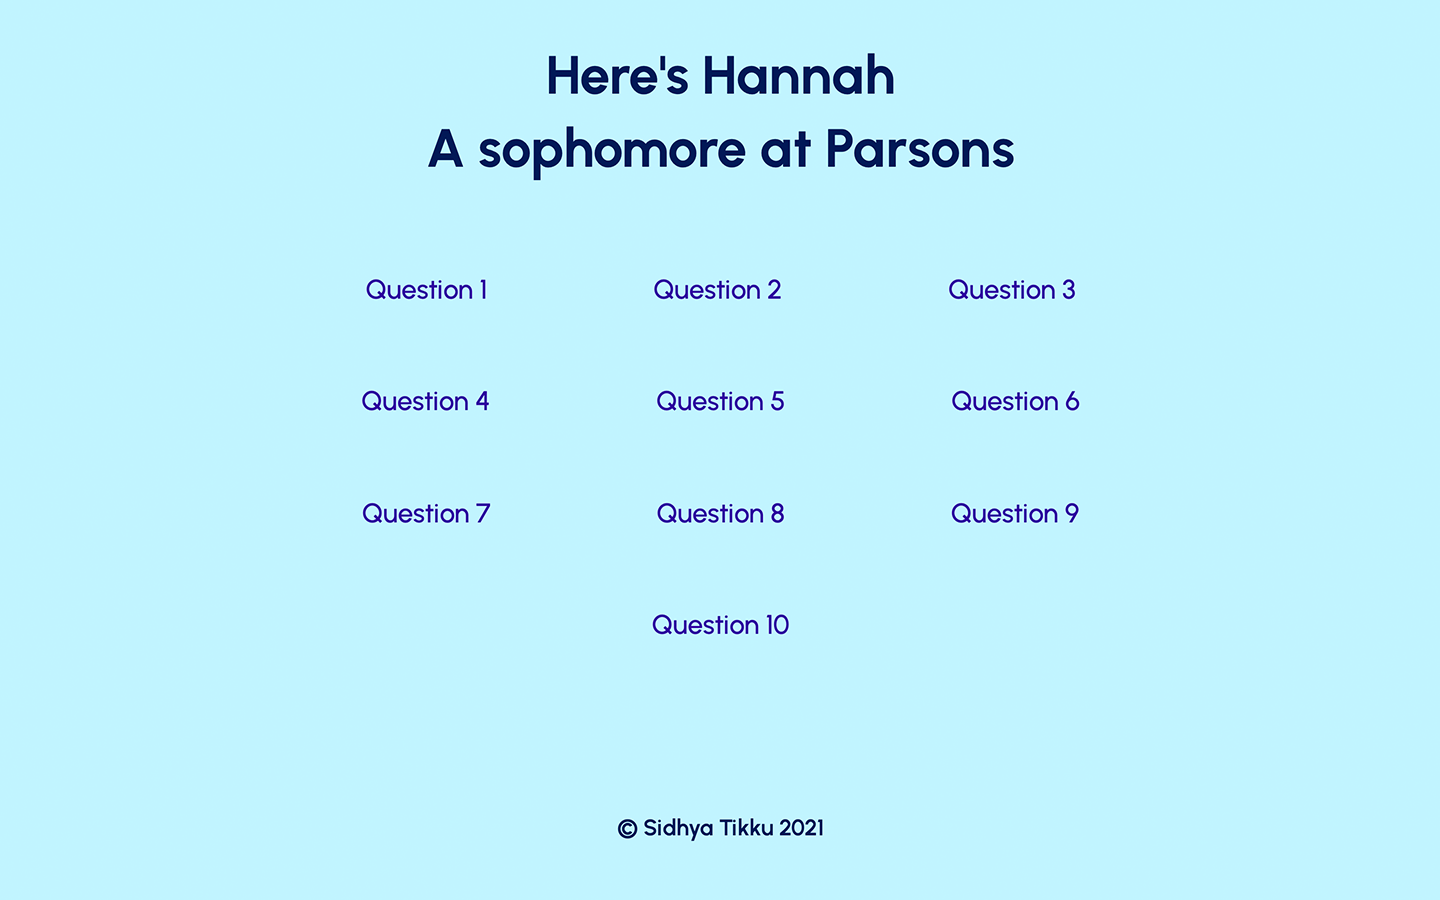 Here's Hannah
A sophomore at Parsons
Question 1 Question 2 Question 3
Question 4 Question 5 Question 6
Question 7 Question 8 Question 9
Question 10
© Sidhya Tikku 2021